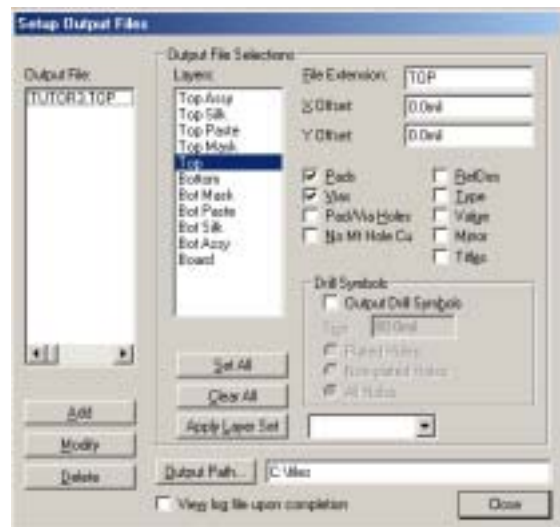 Setup Output Files
Output File:
TUTOR3.TOP
Output File Selections
Layers:
Top Assy
Top Silk
Top Paste
Top Mask
Top
Bottom
Bot Mask
Bot Paste
Bot Silk
Bot Assy
Board
File Extension: TOP
X Offset: 0.0mil
Y Offset: 0.0mil
Pads
Vias
Pad/Via Holes
No Mt Hole Cu
RefDes
Type
Value
Mirror
Titles
Drill Symbols
Output Drill Symbols
Size: 80.0mil
Plated Holes
Non-plated Holes
All Holes
Set All
Clear All
Apply Layer Set
Add
Modify
Delete
Output Path...
View log file upon completion
Close